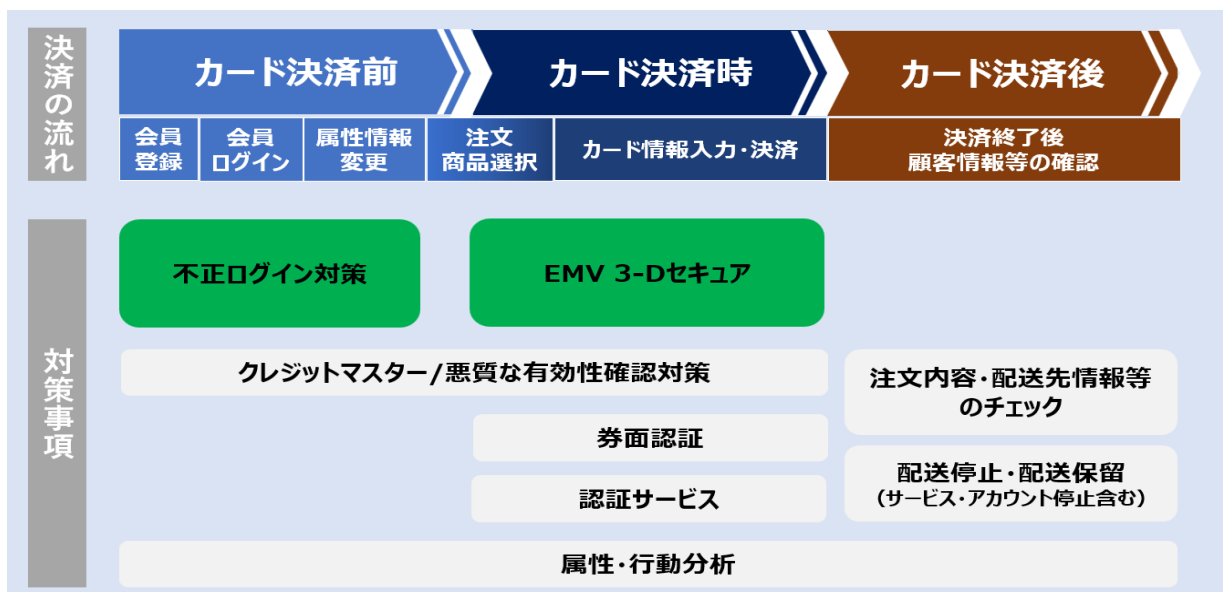 決済の流れ
カード決済前
カード決済時
カード決済後
会員
登録
会員
ログイン
属性情報
変更
注文
商品選択
カード情報入力・決済
決済終了後
顧客情報等の確認
対策事項
不正ログイン対策
EMV 3-Dセキュア
クレジットマスター/悪質な有効性確認対策
券面認証
認証サービス
注文内容・配送先情報等
のチェック
配送停止・配送保留
(サービス・アカウント停止含む)
属性・行動分析